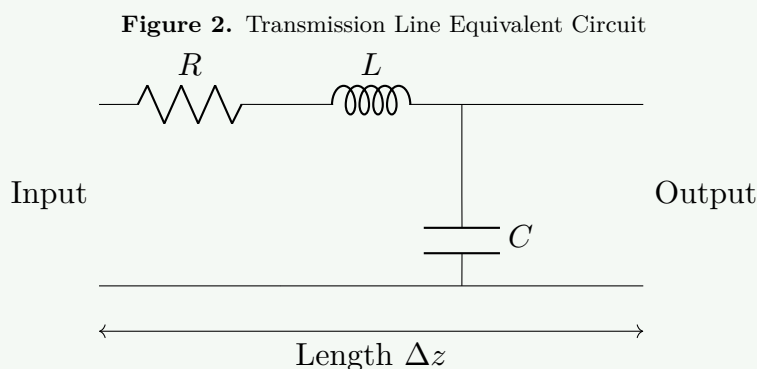 Figure 2. Transmission Line Equivalent Circuit
R
L
Input
Output
C
Length Δz